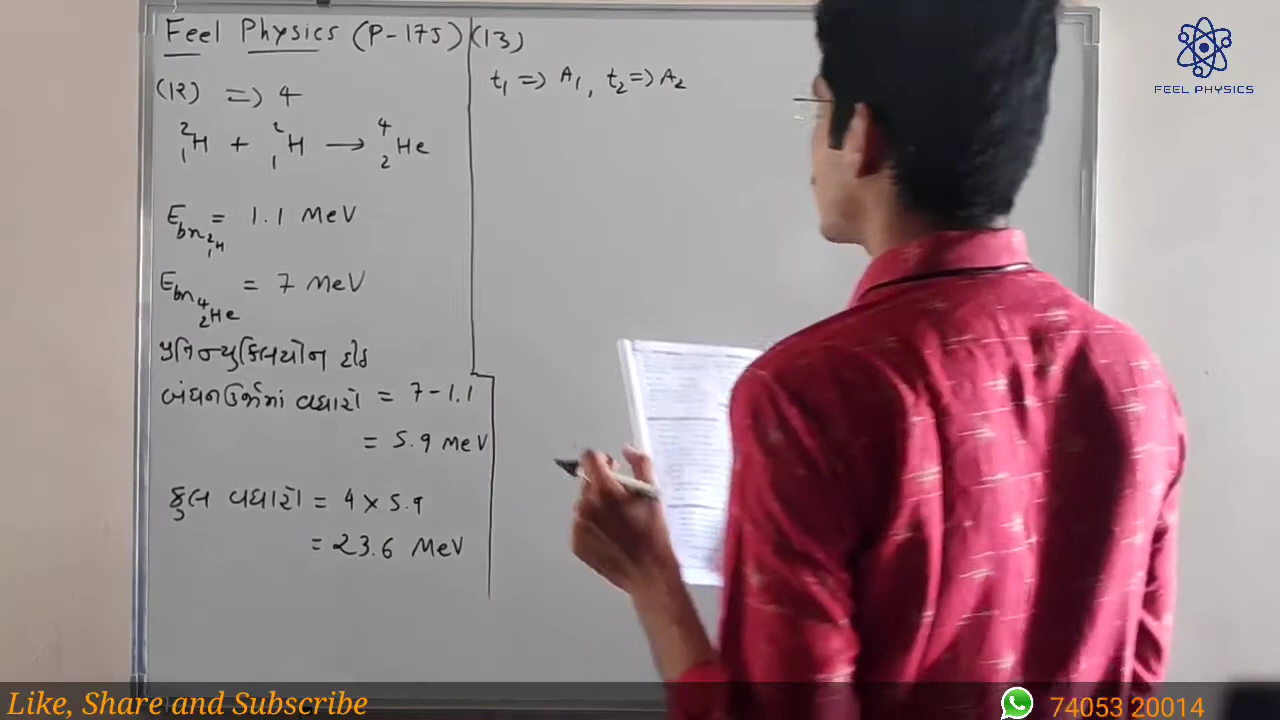 Feel Physics (P-175)
(12) => 4
²₁H + ²₁H → ⁴₂He
Ebn ²₁H = 1.1 MeV
Ebn ⁴₂He = 7 MeV
પ્રતિ ન્યુક્લિયોન દીઠ
બંધનઊર્જામાં વધારો = 7-1.1
= 5.9 MeV
કુલ વધારો = 4 × 5.9
= 23.6 MeV
(13)
t₁ => A₁, t₂ => A₂
FEEL PHYSICS
Like, Share and Subscribe
74053 20014